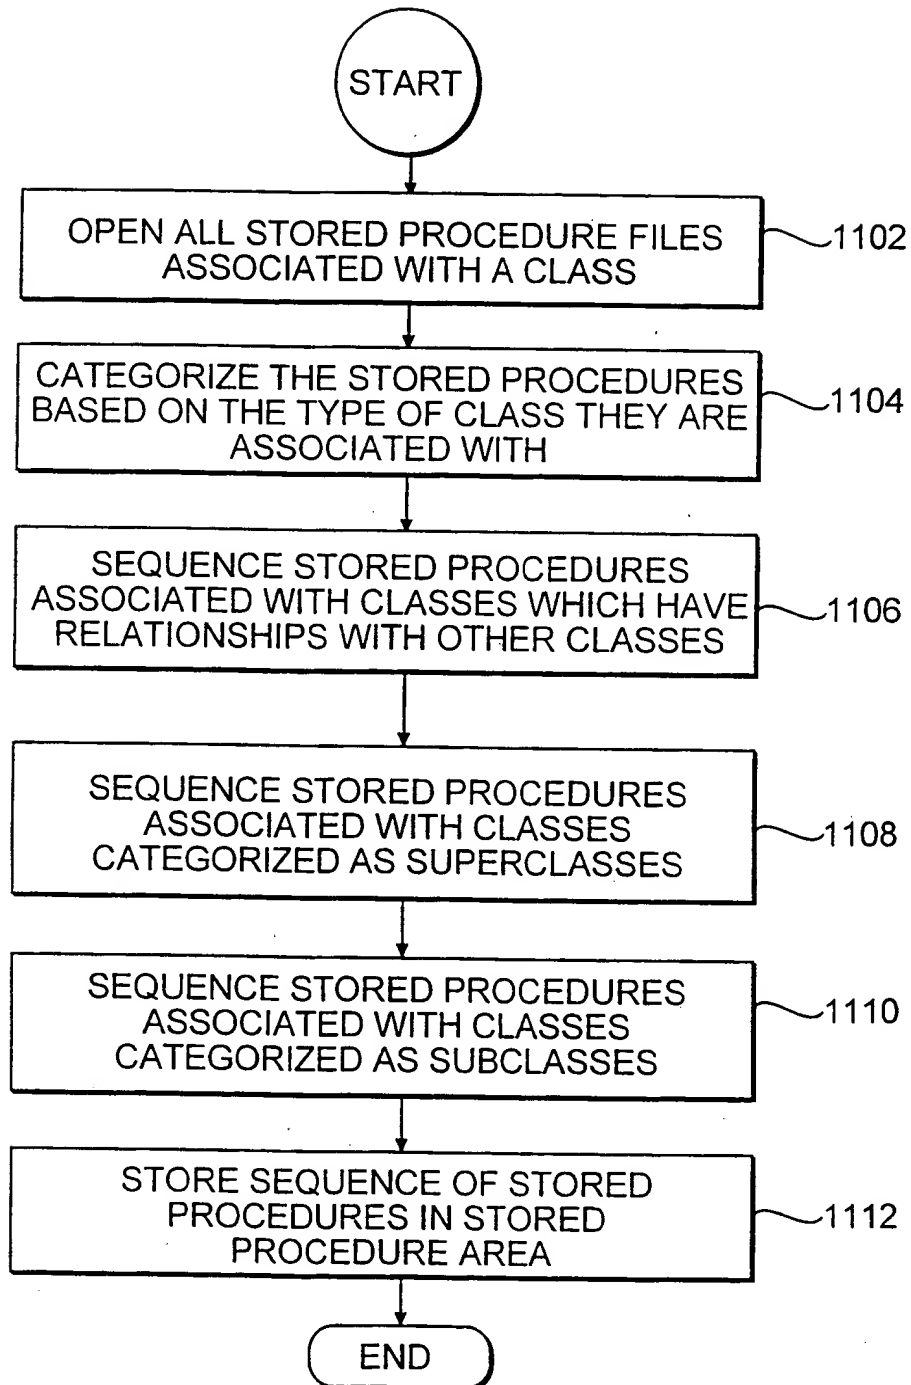 START
OPEN ALL STORED PROCEDURE FILES
ASSOCIATED WITH A CLASS
1102
CATEGORIZE THE STORED PROCEDURES
BASED ON THE TYPE OF CLASS THEY ARE
ASSOCIATED WITH
1104
SEQUENCE STORED PROCEDURES
ASSOCIATED WITH CLASSES WHICH HAVE
RELATIONSHIPS WITH OTHER CLASSES
1106
SEQUENCE STORED PROCEDURES
ASSOCIATED WITH CLASSES
CATEGORIZED AS SUPERCLASSES
1108
SEQUENCE STORED PROCEDURES
ASSOCIATED WITH CLASSES
CATEGORIZED AS SUBCLASSES
1110
STORE SEQUENCE OF STORED
PROCEDURES IN STORED
PROCEDURE AREA
1112
END